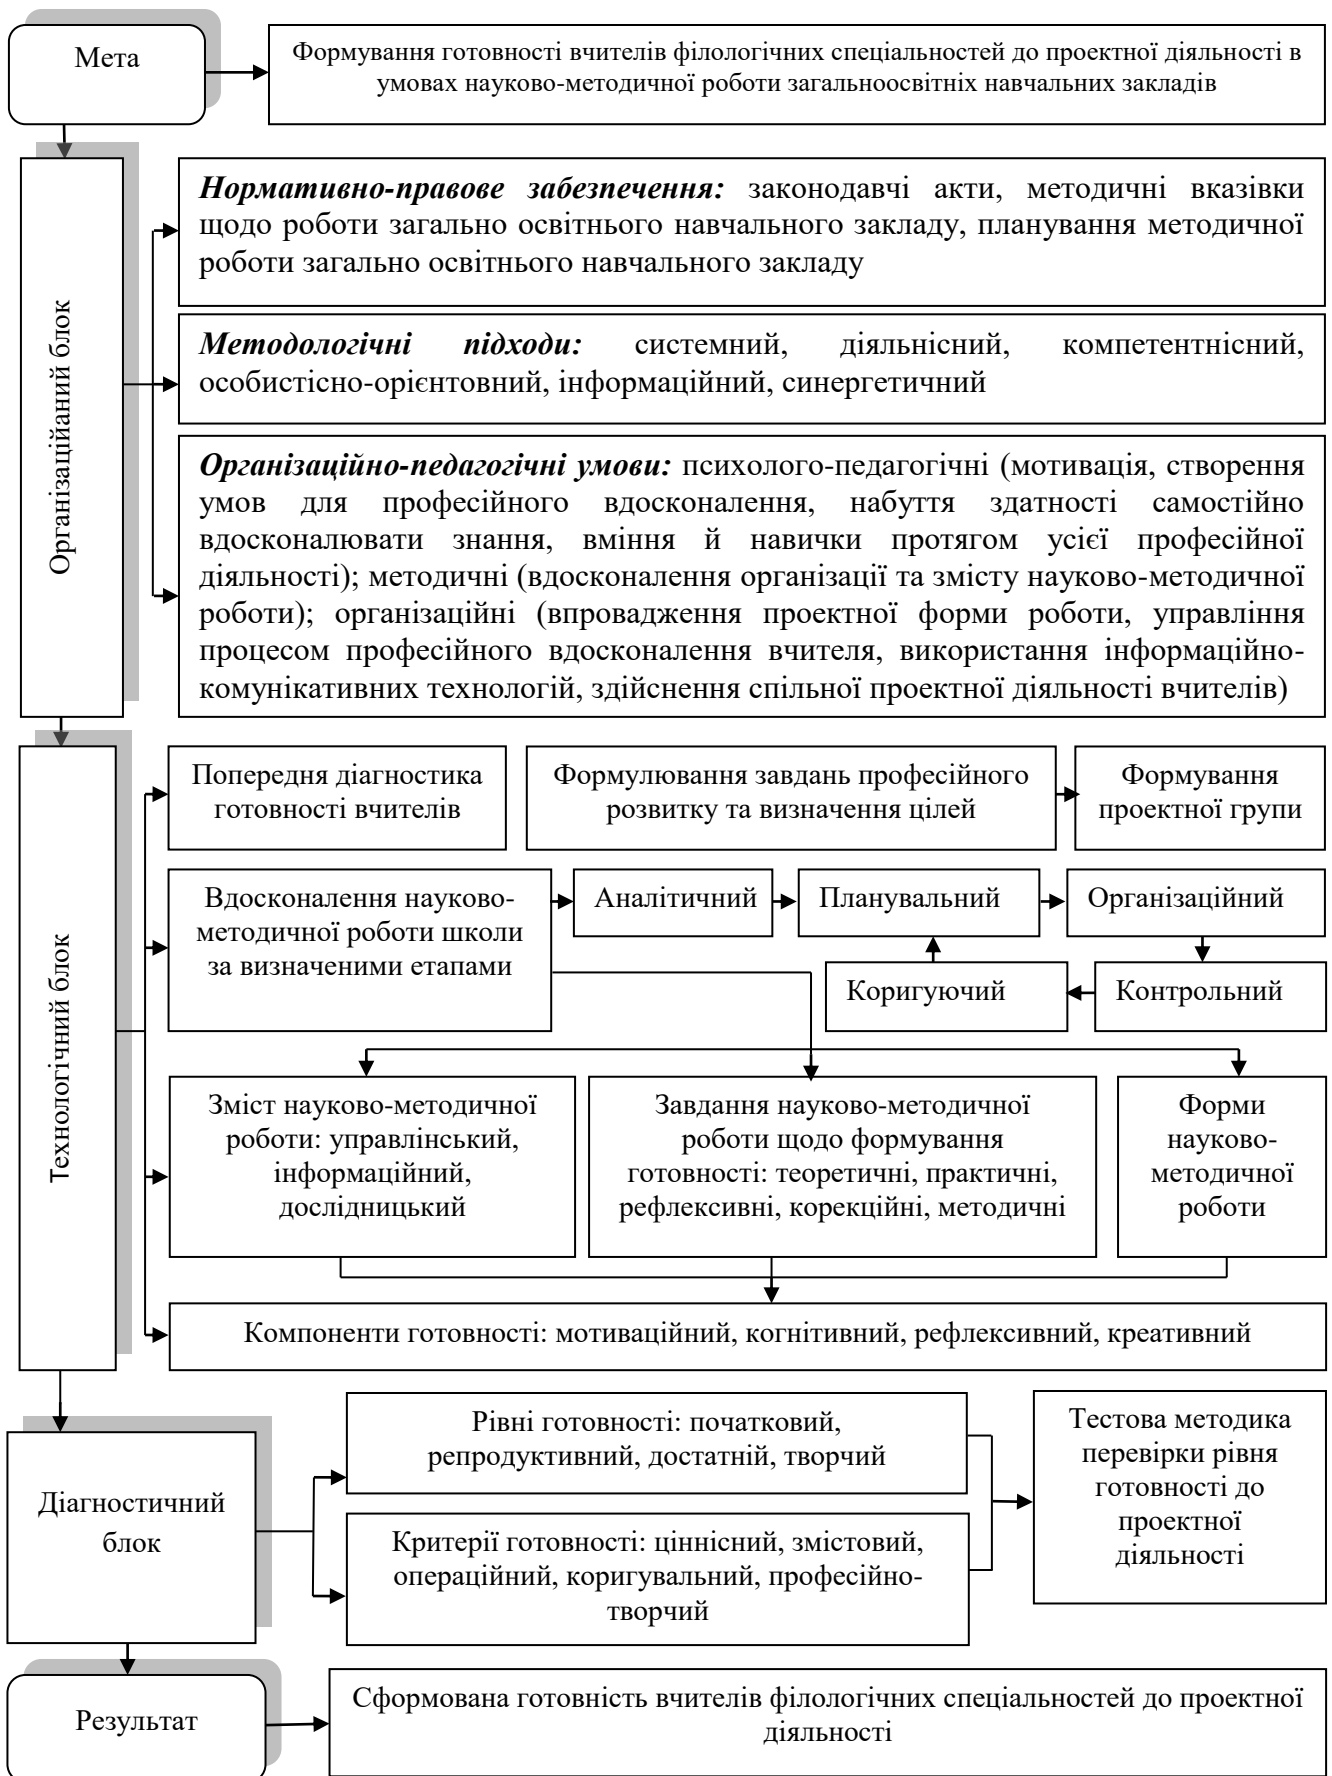 Мета
Формування готовності вчителів філологічних спеціальностей до проектної діяльності в
умовах науково-методичної роботи загальноосвітніх навчальних закладів
Організаційаний блок
Нормативно-правове забезпечення: законодавчі акти, методичні вказівки
щодо роботи загально освітнього навчального закладу, планування методичної
роботи загально освітнього навчального закладу
Методологічні підходи: системний, діяльнісний, компетентнісний,
особистісно-орієнтовний, інформаційний, синергетичний
Організаційно-педагогічні умови: психолого-педагогічні (мотивація, створення
умов для професійного вдосконалення, набуття здатності самостійно
вдосконалювати знання, вміння й навички протягом усієї професійної
діяльності); методичні (вдосконалення організації та змісту науково-методичної
роботи); організаційні (впровадження проектної форми роботи, управління
процесом професійного вдосконалення вчителя, використання інформаційно-
комунікативних технологій, здійснення спільної проектної діяльності вчителів)
Технологічний блок
Попередня діагностика
готовності вчителів
Формулювання завдань професійного
розвитку та визначення цілей
Формування
проектної групи
Вдосконалення науково-
методичної роботи школи
за визначеними етапами
Аналітичний
Планувальний
Організаційний
Коригуючий
Контрольний
Зміст науково-методичної
роботи: управлінський,
інформаційний,
дослідницький
Завдання науково-методичної
роботи щодо формування
готовності: теоретичні, практичні,
рефлексивні, корекційні, методичні
Форми
науково-
методичної
роботи
Компоненти готовності: мотиваційний, когнітивний, рефлексивний, креативний
Діагностичний
блок
Рівні готовності: початковий,
репродуктивний, достатній, творчий
Критерії готовності: ціннісний, змістовий,
операційний, коригувальний, професійно-
творчий
Тестова методика
перевірки рівня
готовності до
проектної
діяльності
Результат
Сформована готовність вчителів філологічних спеціальностей до проектної
діяльності